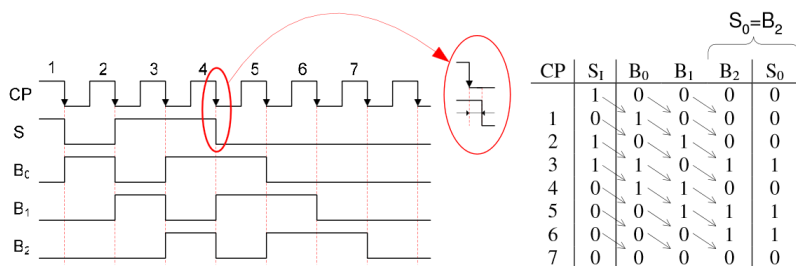 1 2 3 4 5 6 7
CP
S
B0
B1
B2
S0=B2
CP SI B0 B1 B2 S0
1 0 0 0 0
1 0 1 0 0 0
2 1 0 1 0 0
3 1 1 0 1 1
4 0 1 1 0 0
5 0 0 1 1 1
6 0 0 0 1 1
7 0 0 0 0 0